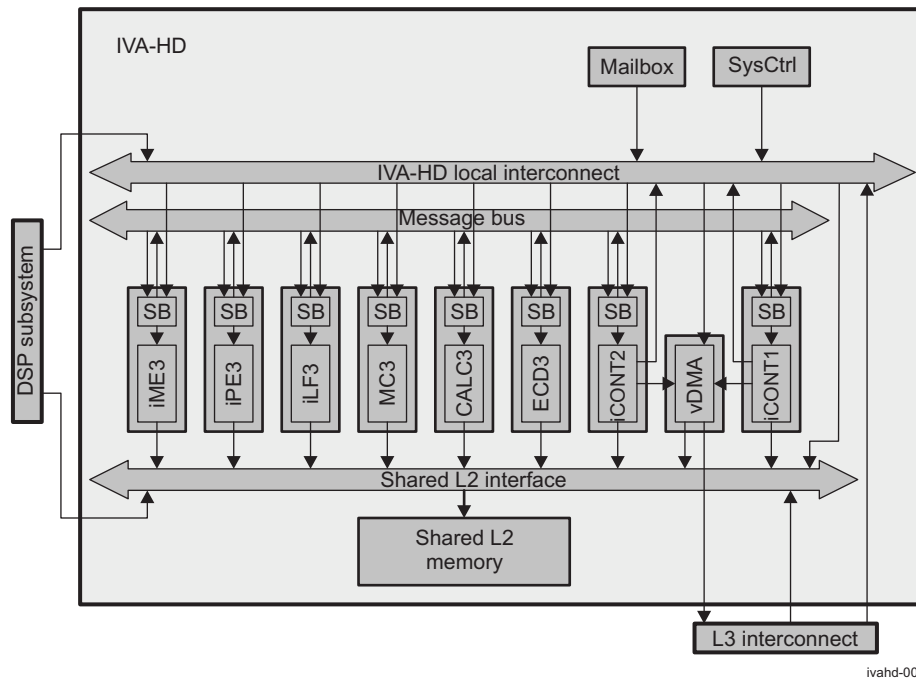 IVA-HD
Mailbox
SysCtrl
IVA-HD local interconnect
Message bus
DSP subsystem
SB
SB
SB
SB
SB
SB
SB
SB
iME3
iPE3
iLF3
MC3
CALC3
ECD3
iCONT2
vDMA
iCONT1
Shared L2 interface
Shared L2
memory
L3 interconnect